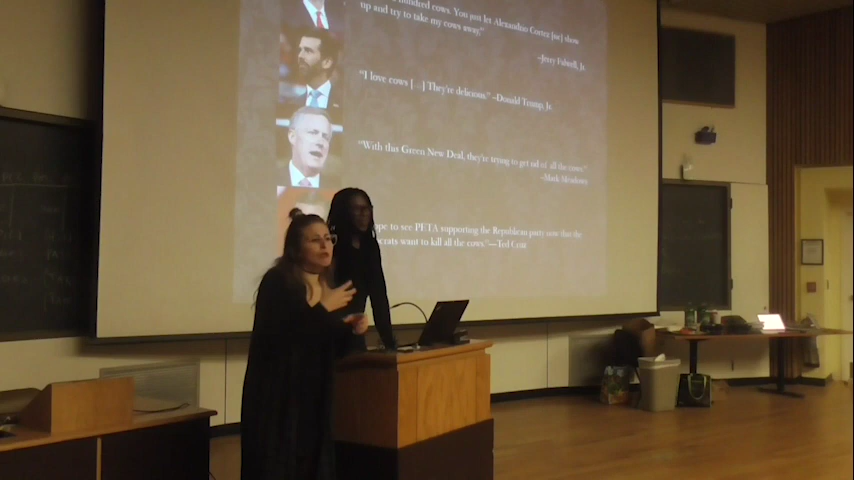 hundred cows. You just let Alexandria Cortez [sic] show
up and try to take my cows away,"
–Jerry Falwell, Jr.
"I love cows [...] They're delicious." –Donald Trump, Jr.
"With this Green New Deal, they're trying to get rid of all the cows"
–Mark Meadows
ope to see PETA supporting the Republican party now that the
ocrats want to kill all the cows."—Ted Cruz